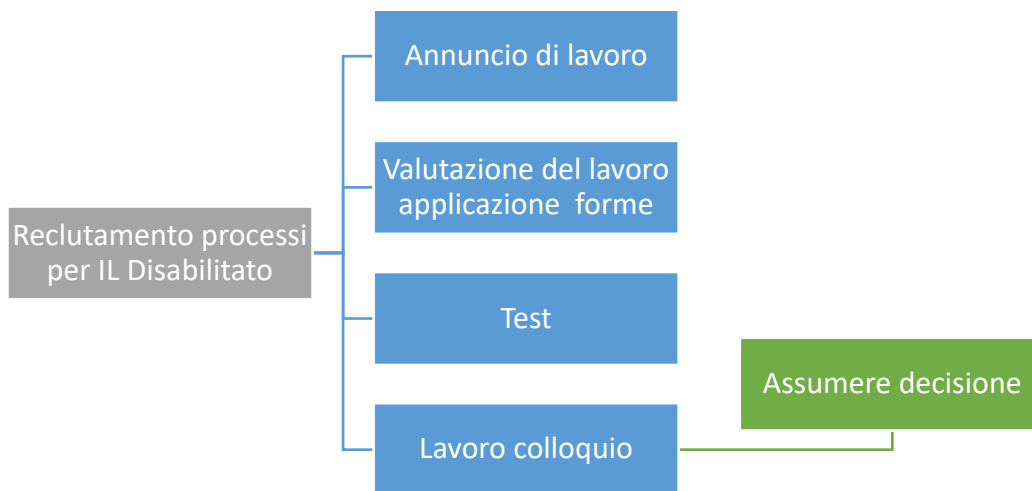 Annuncio di lavoro
Valutazione del lavoro
applicazione forme
Reclutamento processi
per IL Disabilitato
Test
Assumere decisione
Lavoro colloquio